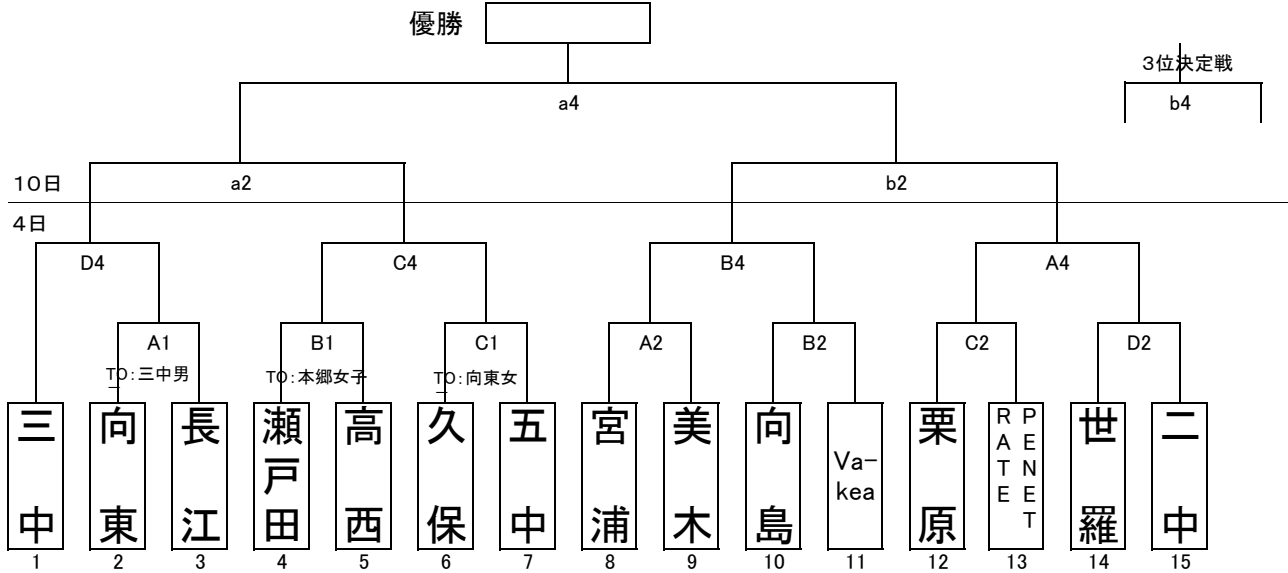 優勝
3位決定戦
a4
b4
10日
a2
b2
4日
D4
C4
B4
A4
A1
B1
C1
A2
B2
C2
D2
TO:三中男
TO:本郷女子
TO:向東女
三中
向東
長江
瀬戸田
高西
久保
五中
宮浦
美木
向島
Va-
kea
栗原
PENET
RATE
世羅
二中
1 2 3 4 5 6 7 8 9 10 11 12 13 14 15